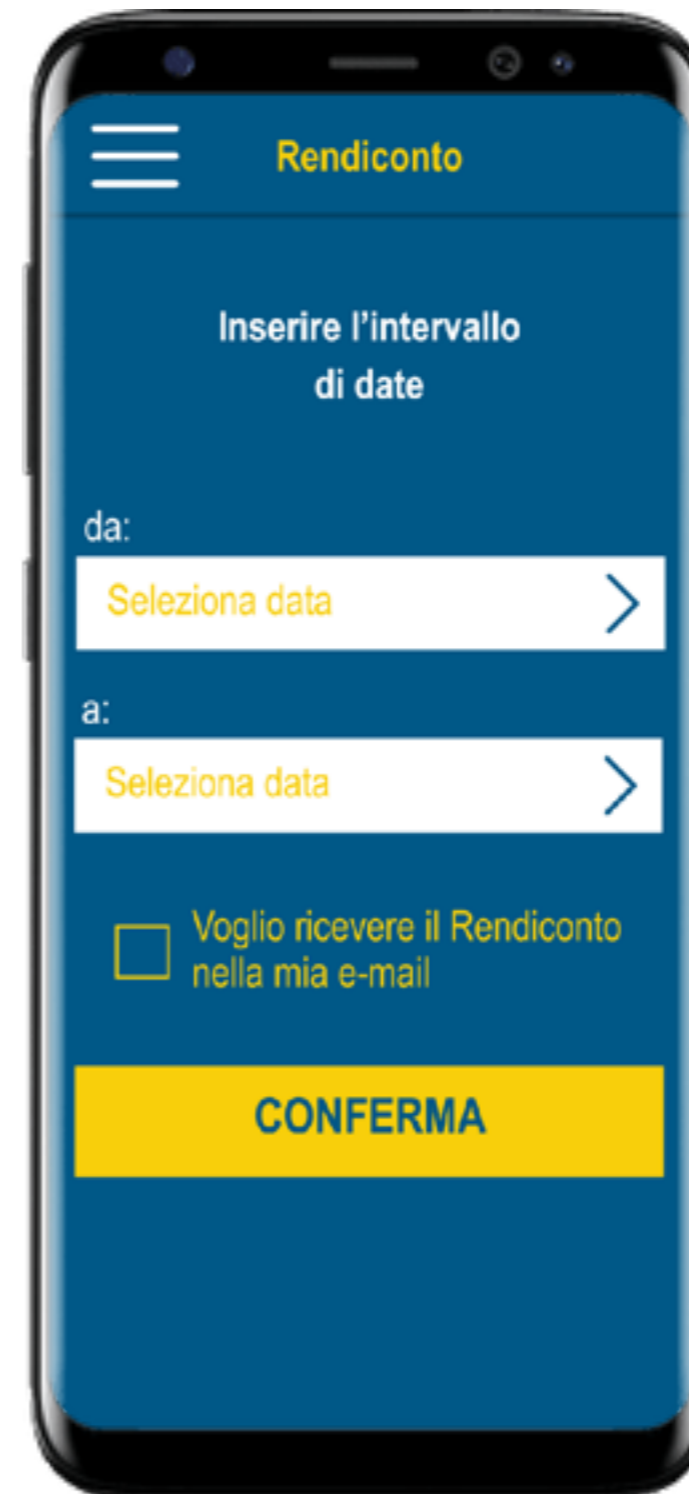 Rendiconto
Inserire l’intervallo
di date
da:
Seleziona data
a:
Seleziona data
Voglio ricevere il Rendiconto
nella mia e-mail
CONFERMA